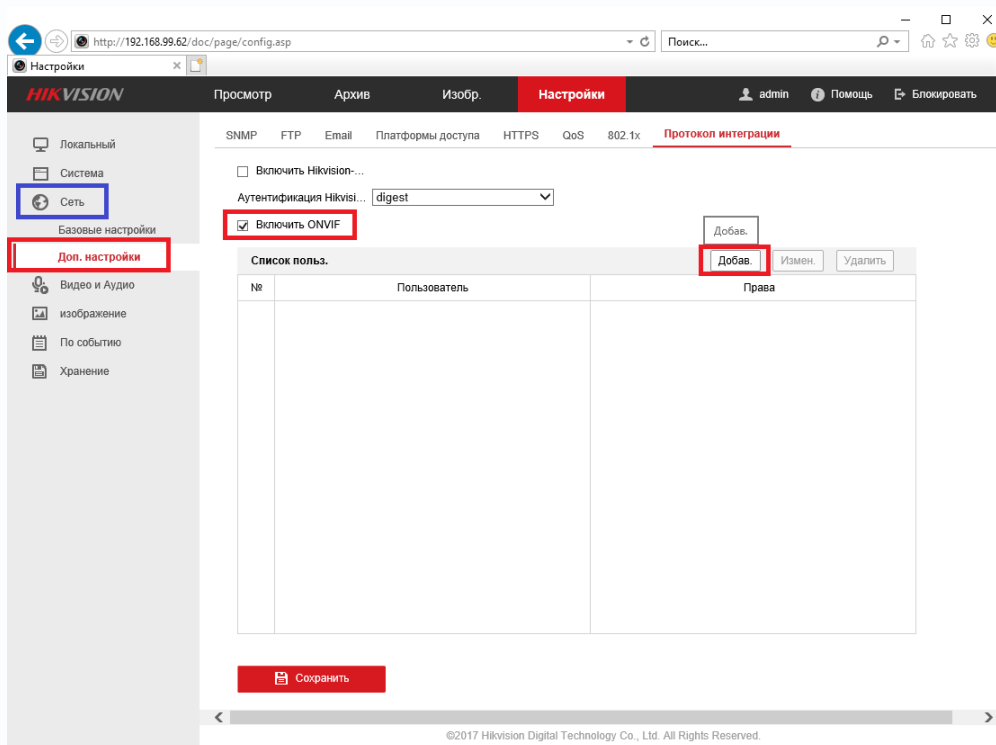 http://192.168.99.62/doc/page/config.asp
Поиск...
Настройки
HIKVISION
Просмотр
Архив
Изобр.
Настройки
admin
Помощь
Блокировать
Локальный
Система
Сеть
Базовые настройки
Доп. настройки
Видео и Аудио
изображение
По событию
Хранение
SNMP
FTP
Email
Платформы доступа
HTTPS
QoS
802.1x
Протокол интеграции
Включить Hikvision-...
Аутентификация Hikvisi...
digest
Включить ONVIF
Добав.
Список польз.
Добав.
Измен.
Удалить
№
Пользователь
Права
Сохранить
©2017 Hikvision Digital Technology Co., Ltd. All Rights Reserved.